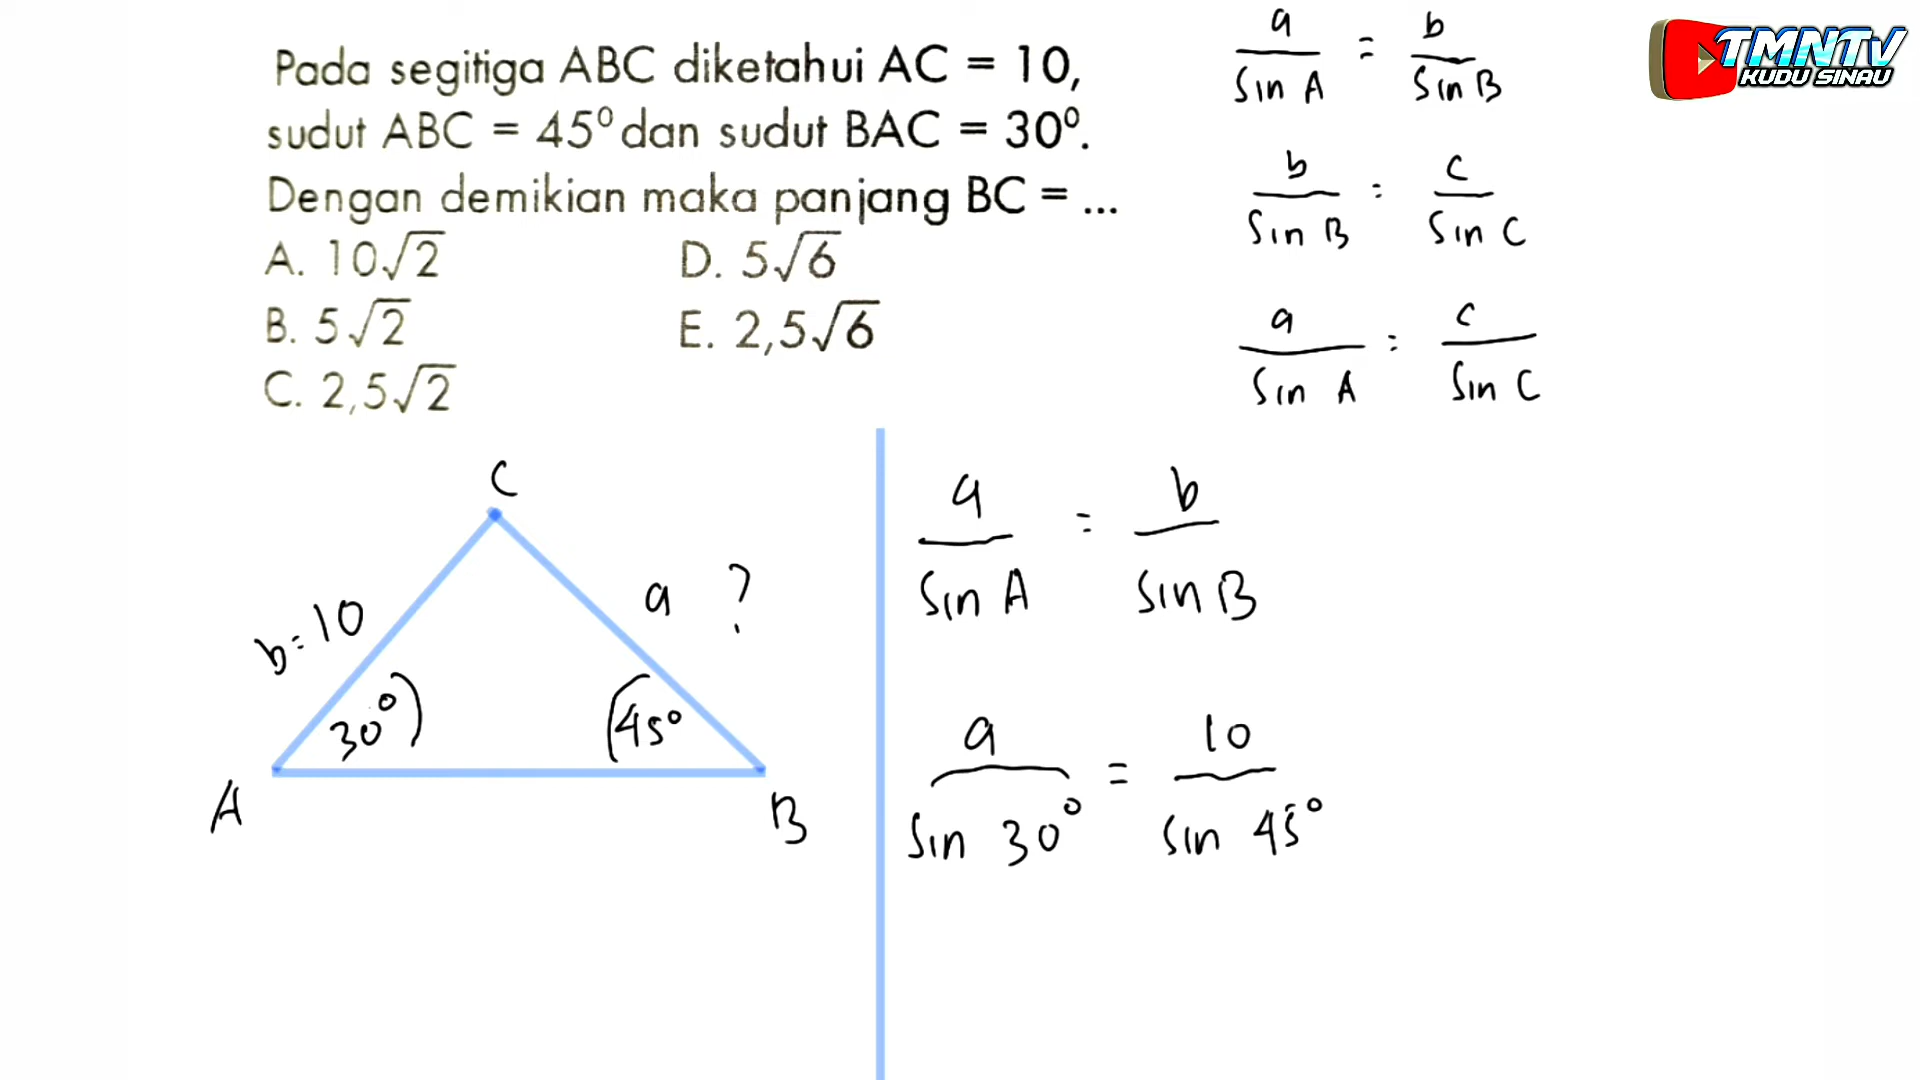 Pada segitiga ABC diketahui AC = 10,
sudut ABC = 45⁰ dan sudut BAC = 30⁰.
Dengan demikian maka panjang BC = ...
A. 10√2
D. 5√6
B. 5√2
E. 2,5√6
C. 2,5√2
a/sin A = b/sin B
b/sin B = c/sin C
a/sin A = c/sin C
TMNTV
KUDU SINAU
C
b=10
a ?
30°
45°
A
B
a/sin A = b/sin B
a/sin 30° = 10/sin 45°